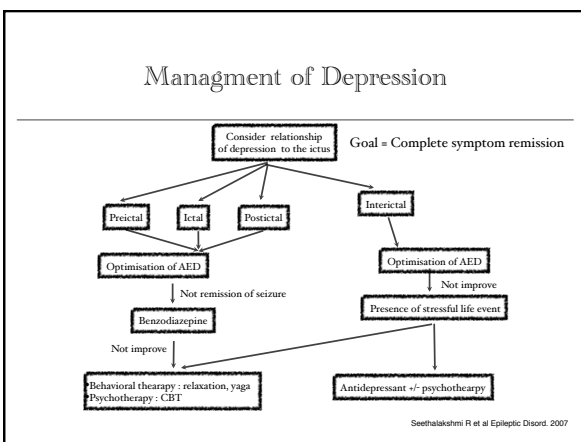 Managment of Depression
Consider relationship
of depression to the ictus
Goal = Complete symptom remission
Preictal
Ictal
Postictal
Interictal
Optimisation of AED
Optimisation of AED
Not remission of seizure
Not improve
Benzodiazepine
Presence of stressful life event
Not improve
•Behavioral thearapy : relaxation, yaga
•Psychotherapy : CBT
Antidepressant +/- psychothearpy
Seethalakshmi R et al Epileptic Disord. 2007